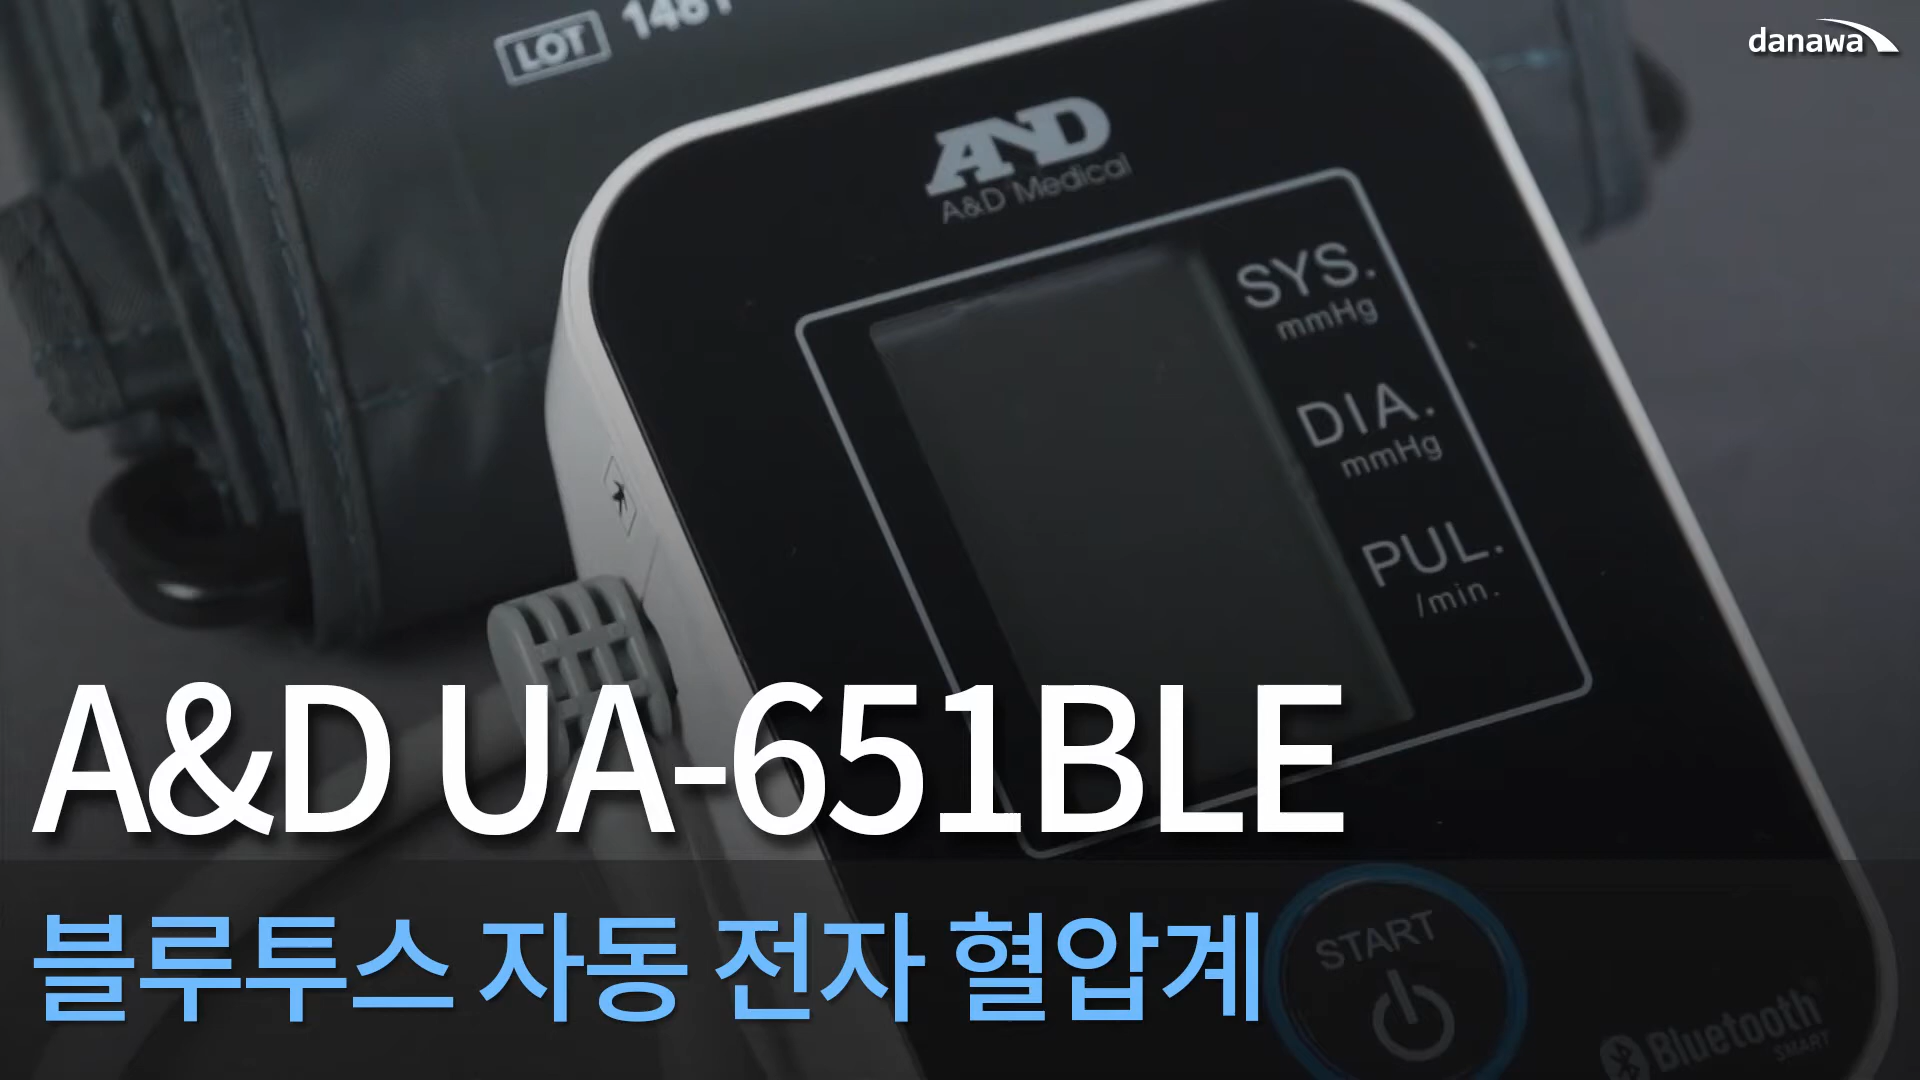 LOT
danawa
AND
A&D Medical
SYS.
mmHg
DIA.
mmHg
PUL.
/min.
A&D UA-651BLE
블루투스 자동 전자 혈압계
START
Bluetooth
SMART